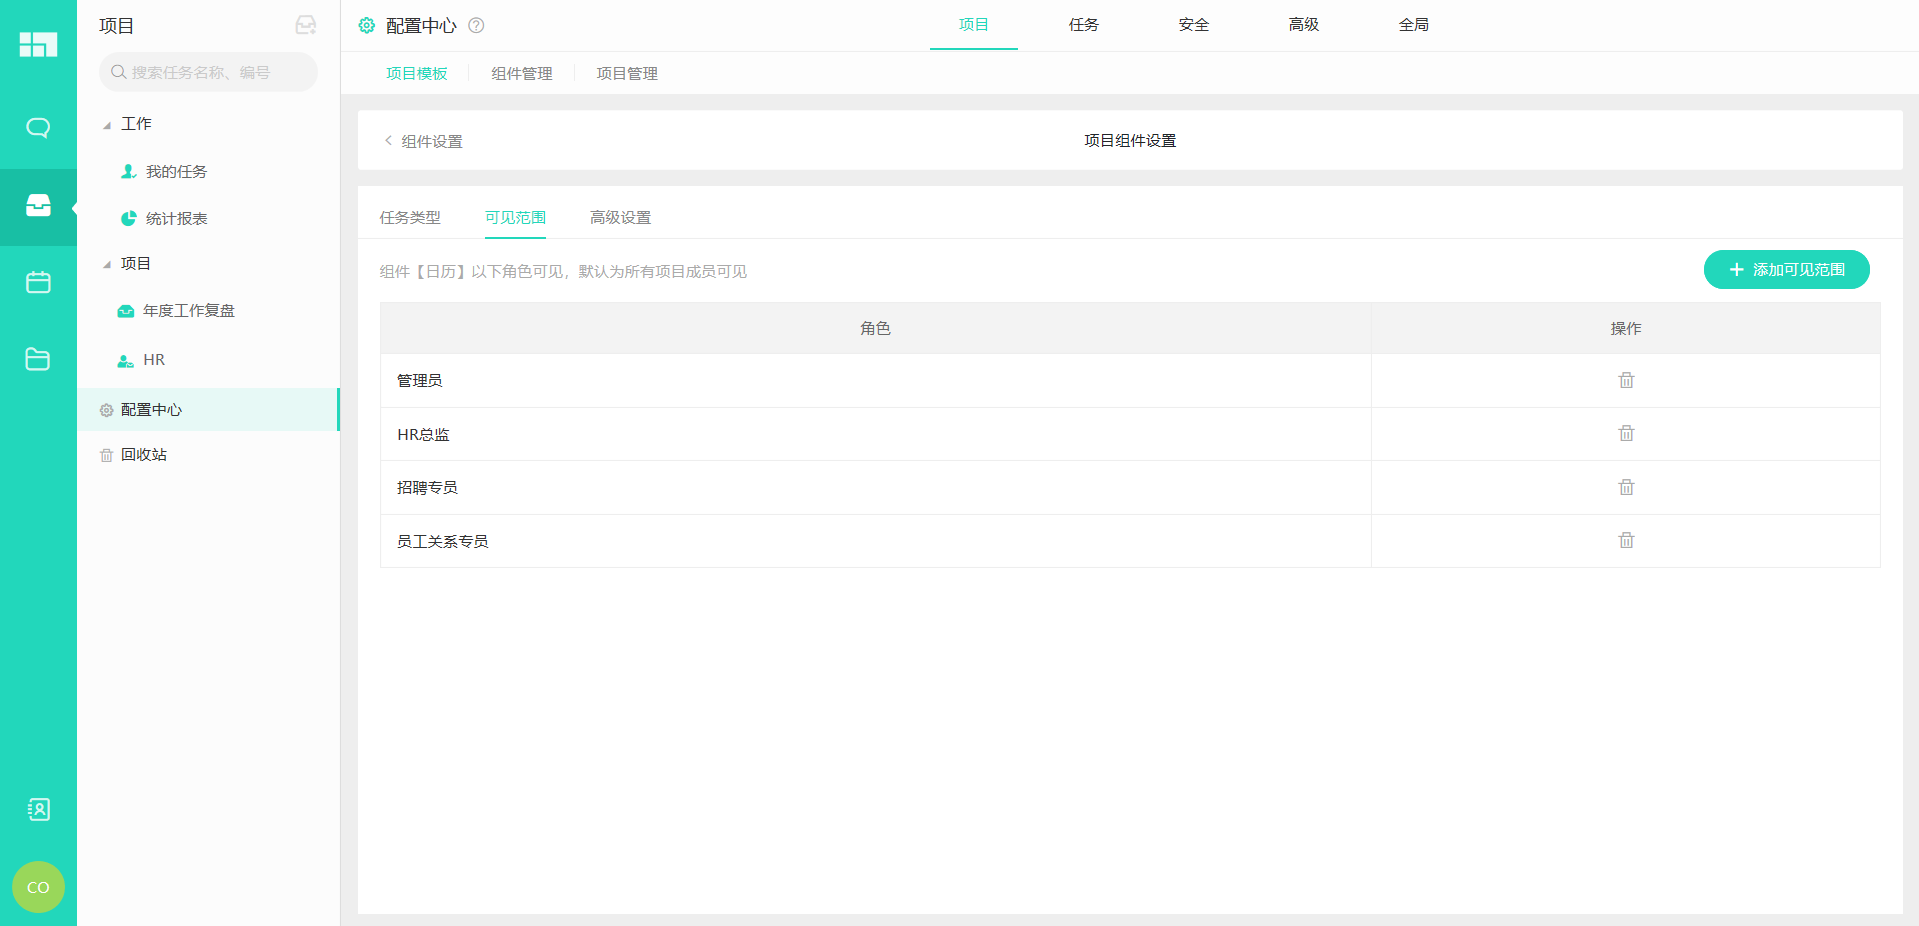 项目
搜索任务名称、编号
工作
我的任务
统计报表
项目
年度工作复盘
HR
配置中心
回收站
CO
配置中心
项目 任务 安全 高级 全局
项目模板 组件管理 项目管理
组件设置 项目组件设置
任务类型 可见范围 高级设置
组件【日历】以下角色可见，默认为所有项目成员可见
添加可见范围
角色 操作
管理员
HR总监
招聘专员
员工关系专员